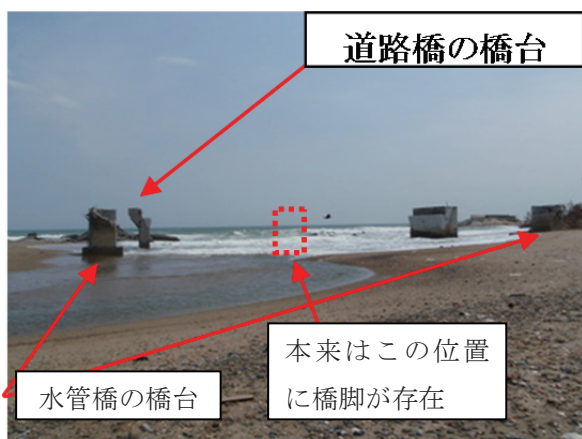 道路橋の橋台
本来はこの位置
に橋脚が存在
水管橋の橋台